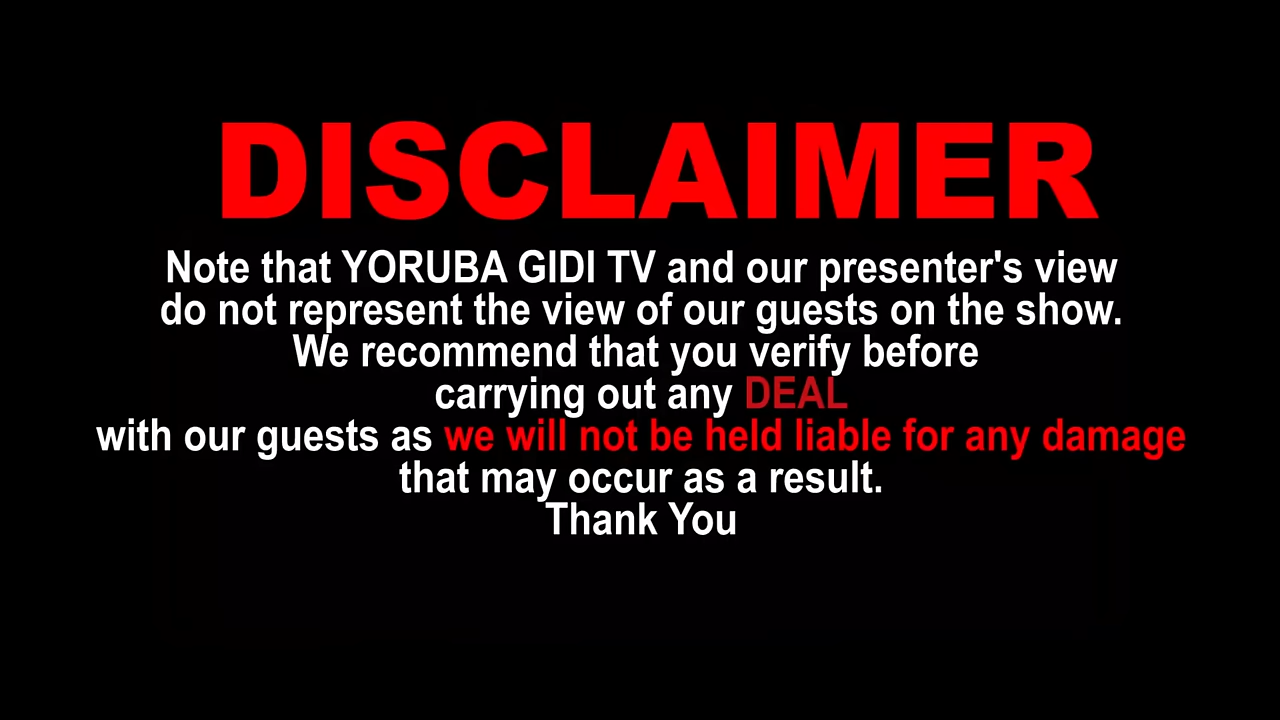 DISCLAIMER
Note that YORUBA GIDI TV and our presenter's view
do not represent the view of our guests on the show.
We recommend that you verify before
carrying out any DEAL
with our guests as we will not be held liable for any damage
that may occur as a result.
Thank You